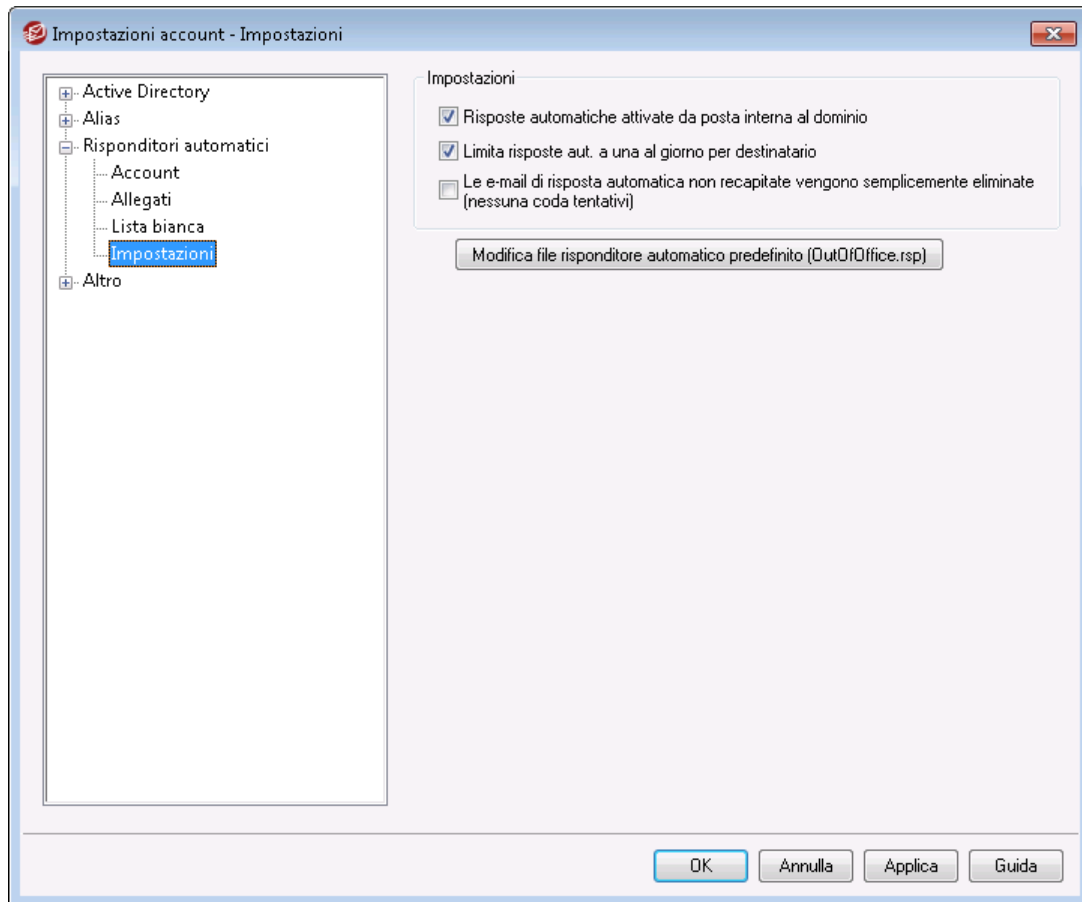 Impostazioni account - Impostazioni
Active Directory
Alias
Risponditori automatici
Account
Allegati
Lista bianca
Impostazioni
Altro
Impostazioni
Risposte automatiche attivate da posta interna al dominio
Limita risposte aut. a una al giorno per destinatario
Le e-mail di risposta automatica non recapitate vengono semplicemente eliminate
(nessuna coda tentativi)
Modifica file risponditore automatico predefinito (OutOfOffice.rsp)
OK
Annulla
Applica
Guida